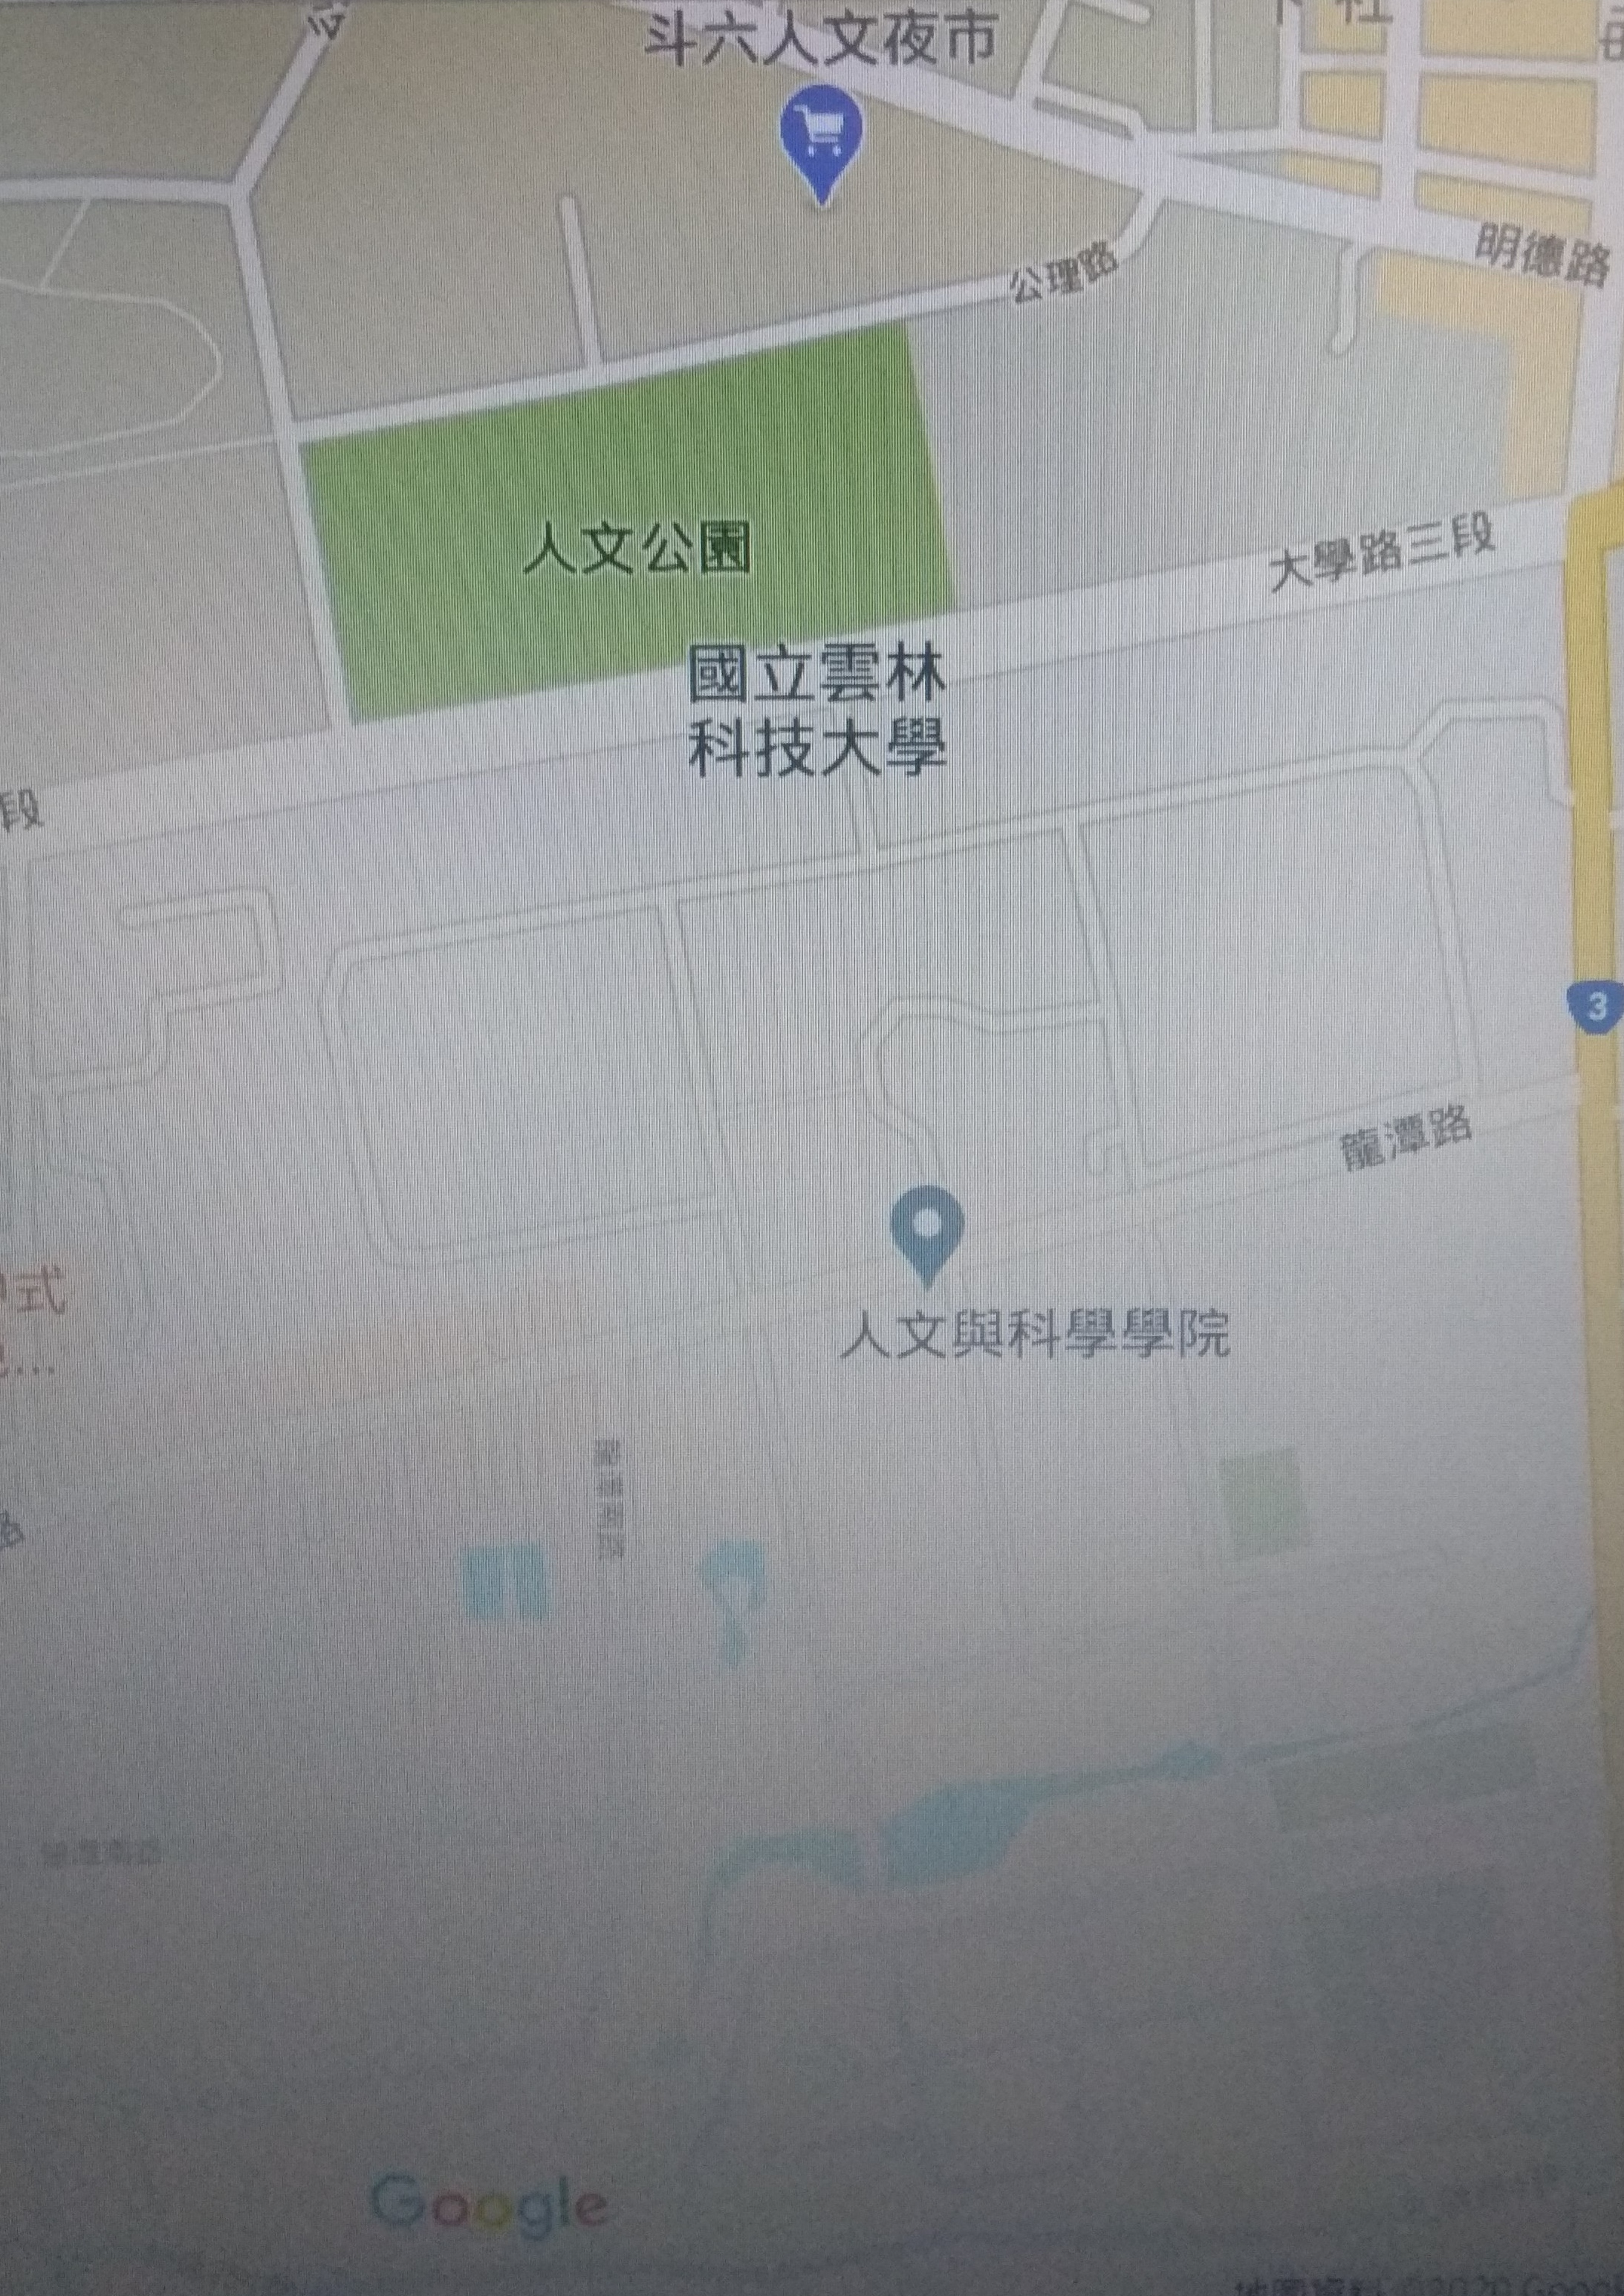 斗六人文夜市
公理路
明德路
人文公園
大學路三段
國立雲林
科技大學
段
3
龍潭路
式
人文與科學學院
Google